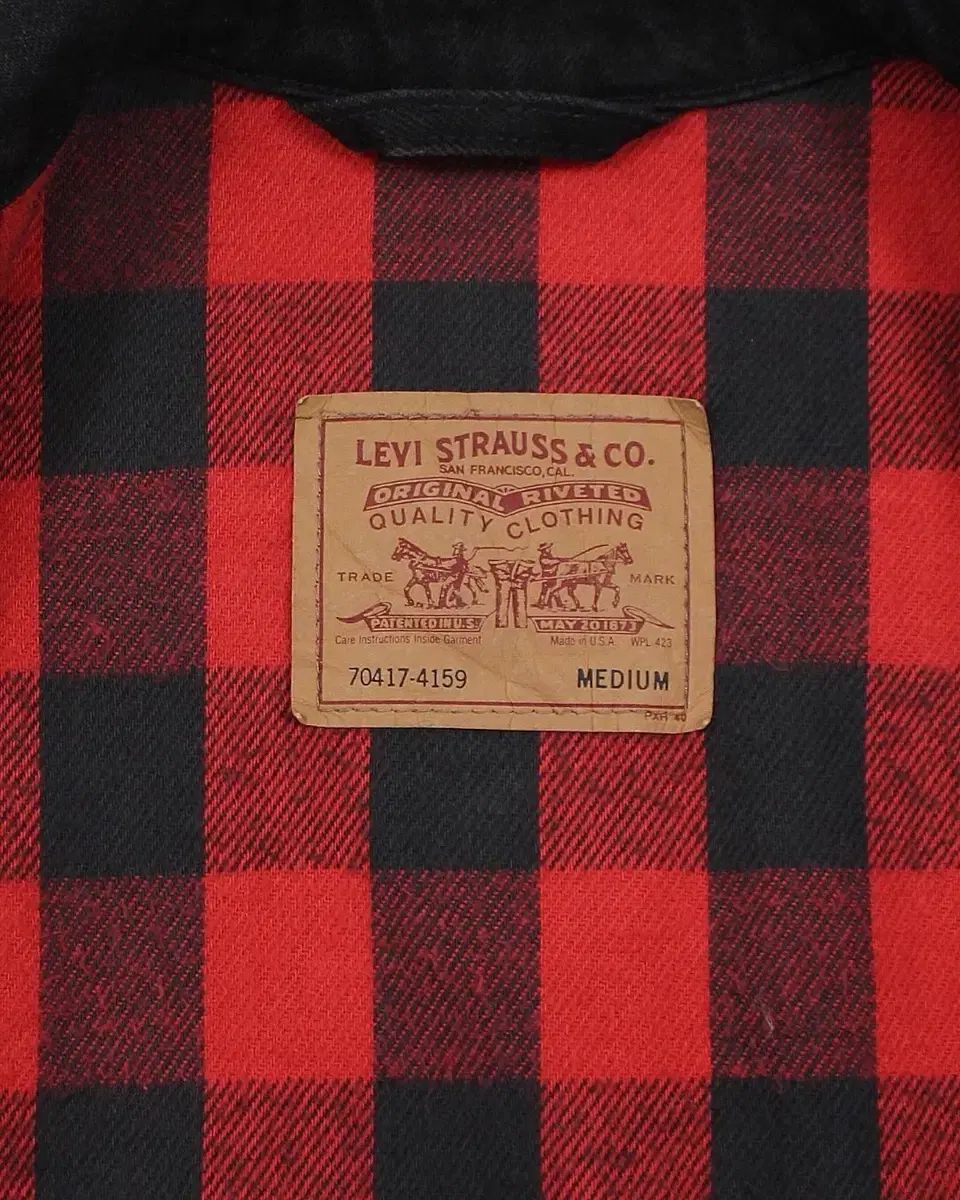 LEVI STRAUSS & CO.
SAN FRANCISCO, CAL.
ORIGINAL RIVETED
QUALITY CLOTHING
TRADE MARK
PATENTED IN U.S. MAY 20 1873
Care Instructions Inside Garment Made in U.S.A. WPL 423
70417-4159 MEDIUM